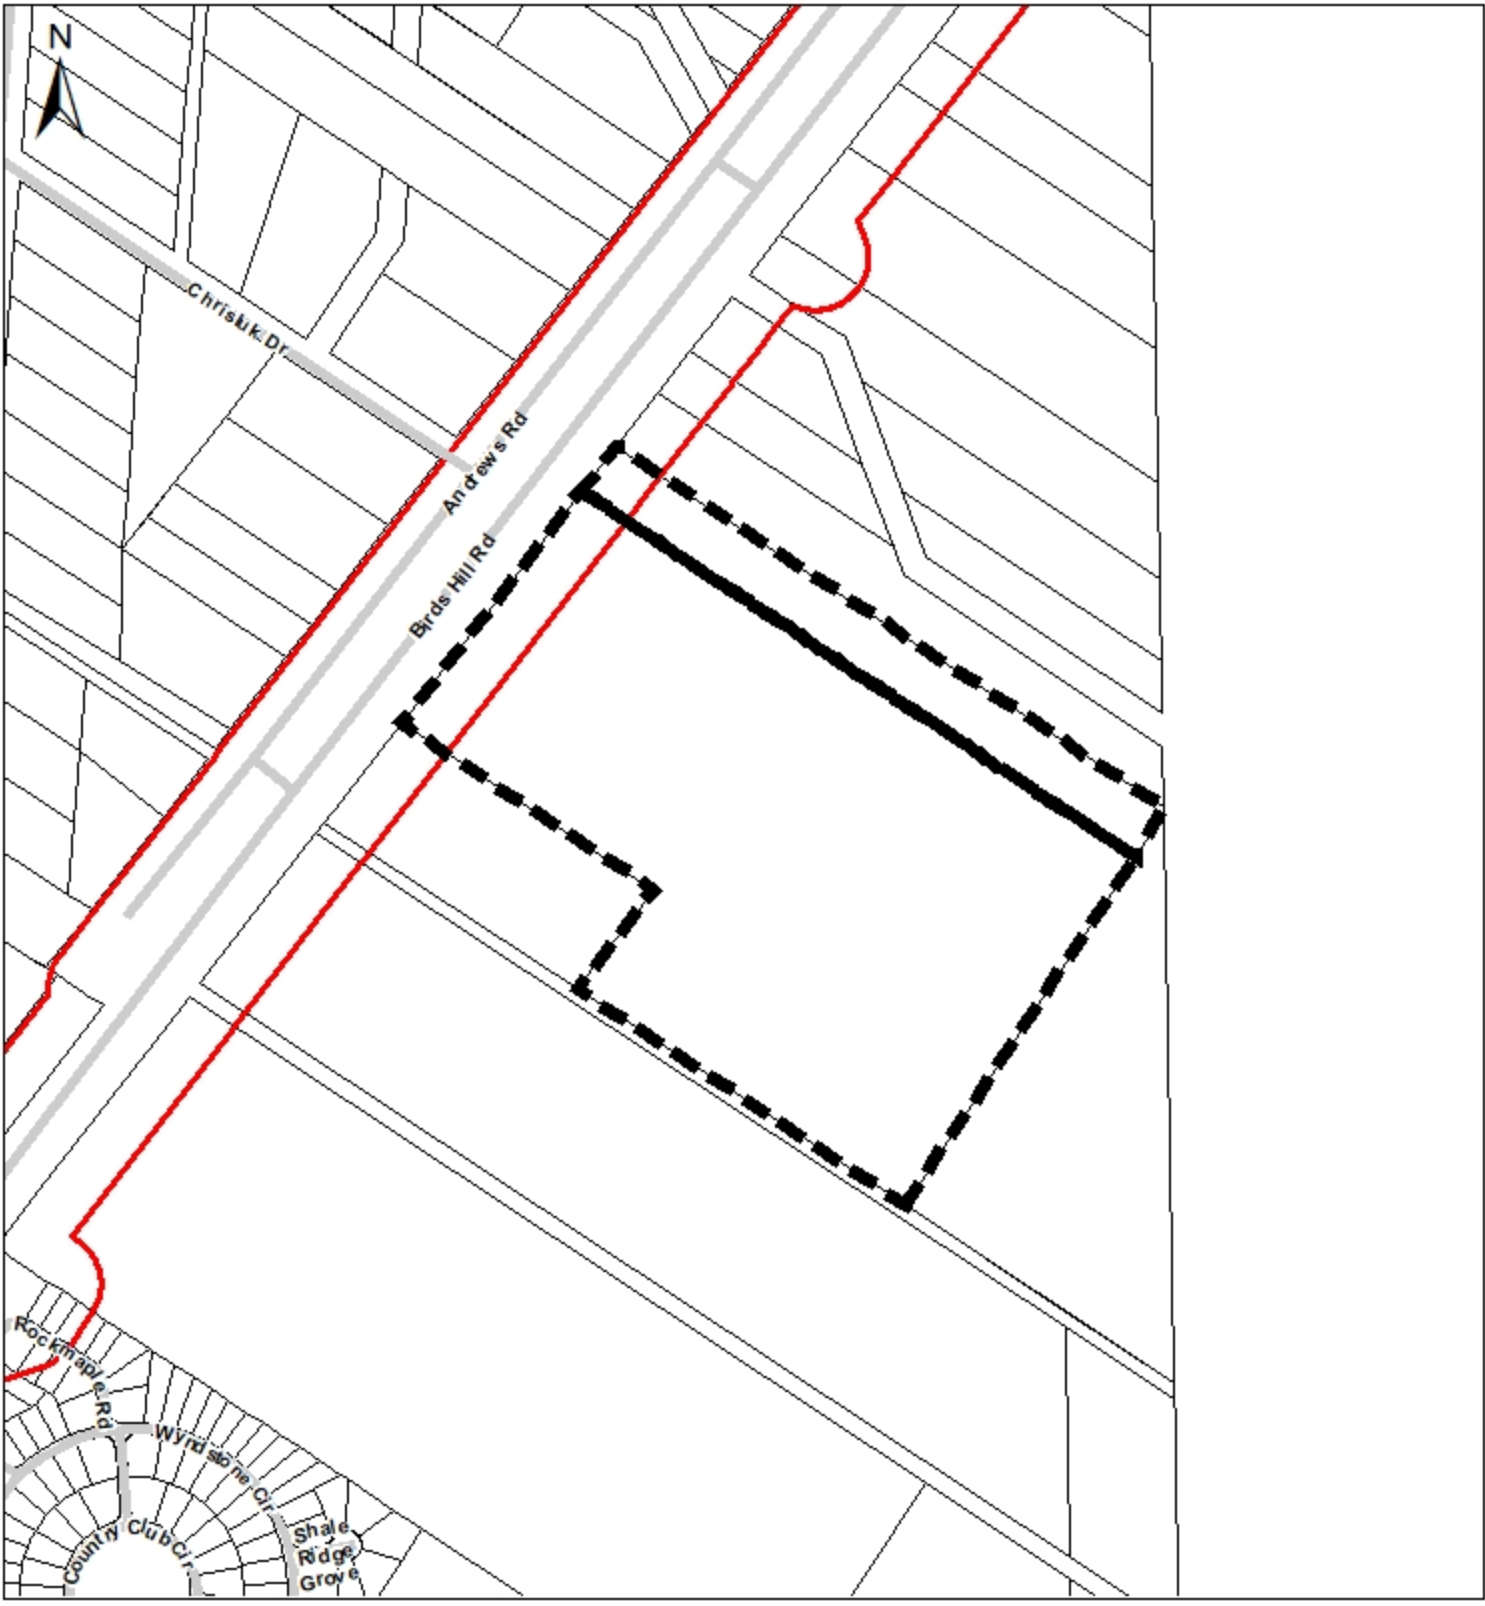 N
Chrisluk Dr
Andrews Rd
Birds Hill Rd
Rockmaple Rd
Wyndstone Cir
Country Club Cir
Shale
Ridge
Grove